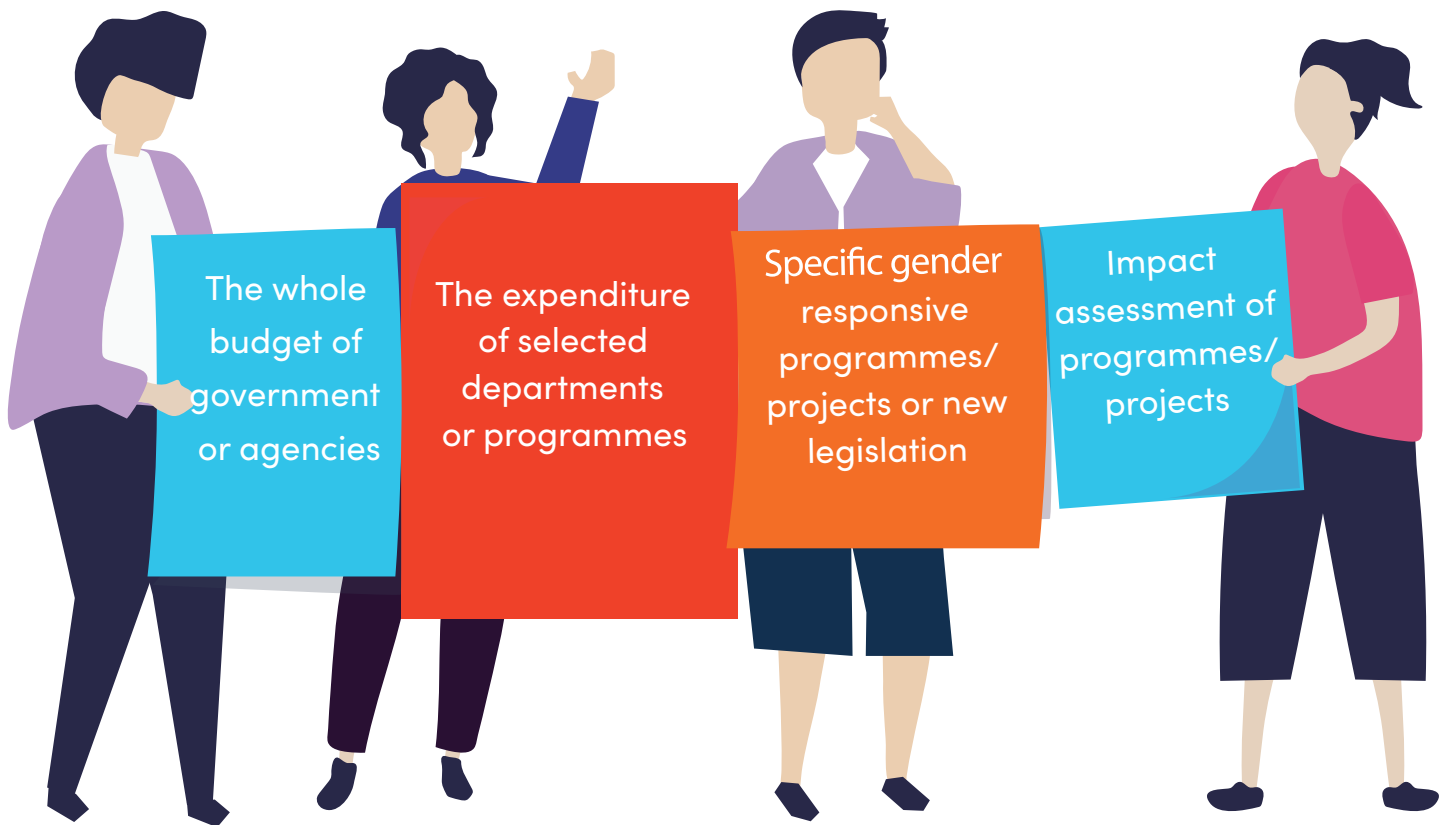 The whole
budget of
government
or agencies
The expenditure
of selected
departments
or programmes
Specific gender
responsive
programmes/
projects or new
legislation
Impact
assessment of
programmes/
projects